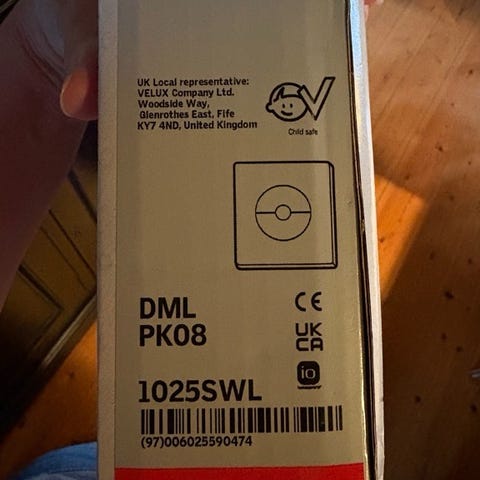 UK Local representative:
VELUX Company Ltd.
Woodside Way,
Glenrothes East, Fife
KY7 4ND, United Kingdom
Child safe
DML
PK08
CE
UK
CA
io
1025SWL
(97)006025590474